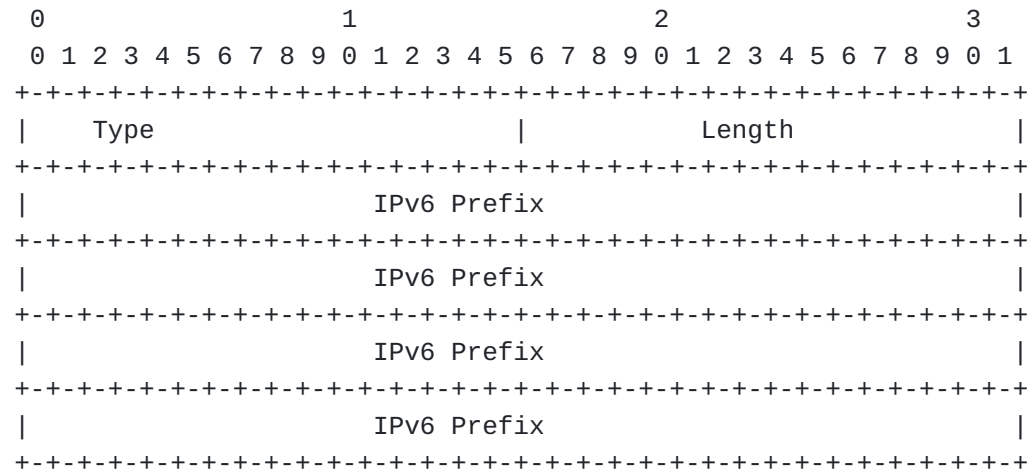 0                   1                   2                   3
 0 1 2 3 4 5 6 7 8 9 0 1 2 3 4 5 6 7 8 9 0 1 2 3 4 5 6 7 8 9 0 1
+-+-+-+-+-+-+-+-+-+-+-+-+-+-+-+-+-+-+-+-+-+-+-+-+-+-+-+-+-+-+-+-+
|    Type                       |           Length              |
+-+-+-+-+-+-+-+-+-+-+-+-+-+-+-+-+-+-+-+-+-+-+-+-+-+-+-+-+-+-+-+-+
|                      IPv6 Prefix                              |
+-+-+-+-+-+-+-+-+-+-+-+-+-+-+-+-+-+-+-+-+-+-+-+-+-+-+-+-+-+-+-+-+
|                      IPv6 Prefix                              |
+-+-+-+-+-+-+-+-+-+-+-+-+-+-+-+-+-+-+-+-+-+-+-+-+-+-+-+-+-+-+-+-+
|                      IPv6 Prefix                              |
+-+-+-+-+-+-+-+-+-+-+-+-+-+-+-+-+-+-+-+-+-+-+-+-+-+-+-+-+-+-+-+-+
|                      IPv6 Prefix                              |
+-+-+-+-+-+-+-+-+-+-+-+-+-+-+-+-+-+-+-+-+-+-+-+-+-+-+-+-+-+-+-+-+